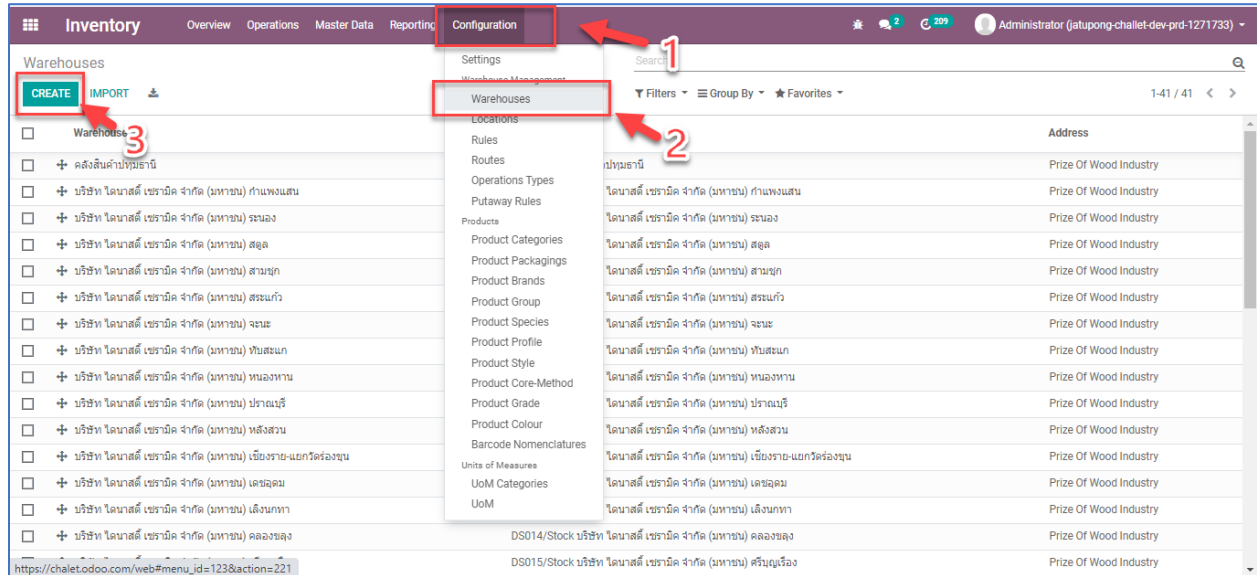 Inventory Overview Operations Master Data Reporting Configuration 2 209 Administrator (jatupong-challet-dev-prd-1271733)
1
Warehouses
Settings
Search
Warehouse Management
CREATE IMPORT
Warehouses
Filters Group By Favorites 1-41 / 41
3
2
Locations
Warehouse
Address
Rules
Routes
Operations Types
Putaway Rules
Products
Product Categories
Product Packagings
Product Brands
Product Group
Product Species
Product Profile
Product Style
Product Core-Method
Product Grade
Product Colour
Barcode Nomenclatures
Units of Measures
UoM Categories
UoM
คลังสินค้าปทุมธานี ปทุมธานี Prize Of Wood Industry
บริษัท ไดนาสตี้ เซรามิค จำกัด (มหาชน) กำแพงแสน ไดนาสตี้ เซรามิค จำกัด (มหาชน) กำแพงแสน Prize Of Wood Industry
บริษัท ไดนาสตี้ เซรามิค จำกัด (มหาชน) ระนอง ไดนาสตี้ เซรามิค จำกัด (มหาชน) ระนอง Prize Of Wood Industry
บริษัท ไดนาสตี้ เซรามิค จำกัด (มหาชน) สตูล ไดนาสตี้ เซรามิค จำกัด (มหาชน) สตูล Prize Of Wood Industry
บริษัท ไดนาสตี้ เซรามิค จำกัด (มหาชน) สามชุก ไดนาสตี้ เซรามิค จำกัด (มหาชน) สามชุก Prize Of Wood Industry
บริษัท ไดนาสตี้ เซรามิค จำกัด (มหาชน) สระแก้ว ไดนาสตี้ เซรามิค จำกัด (มหาชน) สระแก้ว Prize Of Wood Industry
บริษัท ไดนาสตี้ เซรามิค จำกัด (มหาชน) จะนะ ไดนาสตี้ เซรามิค จำกัด (มหาชน) จะนะ Prize Of Wood Industry
บริษัท ไดนาสตี้ เซรามิค จำกัด (มหาชน) ทับสะแก ไดนาสตี้ เซรามิค จำกัด (มหาชน) ทับสะแก Prize Of Wood Industry
บริษัท ไดนาสตี้ เซรามิค จำกัด (มหาชน) หนองหาน ไดนาสตี้ เซรามิค จำกัด (มหาชน) หนองหาน Prize Of Wood Industry
บริษัท ไดนาสตี้ เซรามิค จำกัด (มหาชน) ปราณบุรี ไดนาสตี้ เซรามิค จำกัด (มหาชน) ปราณบุรี Prize Of Wood Industry
บริษัท ไดนาสตี้ เซรามิค จำกัด (มหาชน) หลังสวน ไดนาสตี้ เซรามิค จำกัด (มหาชน) หลังสวน Prize Of Wood Industry
บริษัท ไดนาสตี้ เซรามิค จำกัด (มหาชน) เชียงราย-แยกวัดร่องขุน ไดนาสตี้ เซรามิค จำกัด (มหาชน) เชียงราย-แยกวัดร่องขุน Prize Of Wood Industry
บริษัท ไดนาสตี้ เซรามิค จำกัด (มหาชน) เดชอุดม ไดนาสตี้ เซรามิค จำกัด (มหาชน) เดชอุดม Prize Of Wood Industry
บริษัท ไดนาสตี้ เซรามิค จำกัด (มหาชน) เลิงนกทา ไดนาสตี้ เซรามิค จำกัด (มหาชน) เลิงนกทา Prize Of Wood Industry
บริษัท ไดนาสตี้ เซรามิค จำกัด (มหาชน) คลองขลุง DS014/Stock บริษัท ไดนาสตี้ เซรามิค จำกัด (มหาชน) คลองขลุง Prize Of Wood Industry
DS015/Stock บริษัท ไดนาสตี้ เซรามิค จำกัด (มหาชน) ศรีบุญเรือง Prize Of Wood Industry
https://chalet.odoo.com/web#menu_id=123&action=221